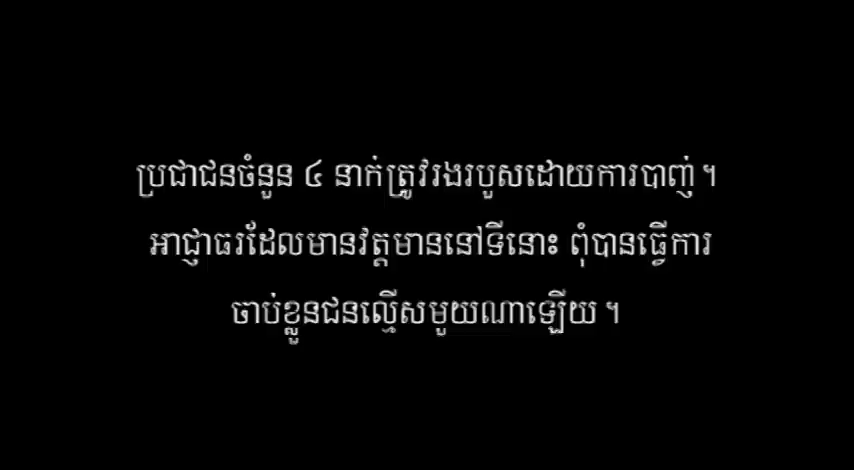 ប្រជាជនចំនួន ៤ នាក់ត្រូវរងរបួសដោយការបាញ់ ។
អាជ្ញាធរដែលមានវត្តមាននៅទីនោះ ពុំបានធ្វើការ
ចាប់ខ្លួនជនល្មើសមួយណាឡើយ ។